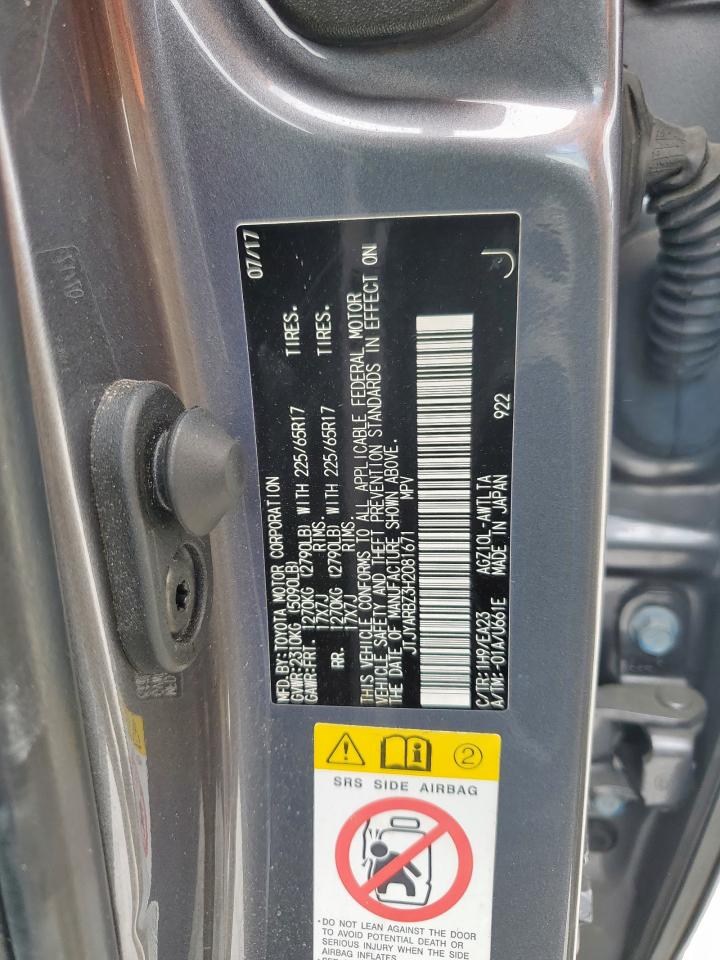 MFD.BY:TOYOTA MOTOR CORPORATION 07/17
GVWR:2310KG (5090LB)
GAWR:FRT. 1270KG (2790LB) WITH 225/65R17 TIRES.
17X7J RIMS.
RR. 1270KG (2790LB) WITH 225/65R17 TIRES.
17X7J RIMS.
THIS VEHICLE CONFORMS TO ALL APPLICABLE FEDERAL MOTOR
VEHICLE SAFETY AND THEFT PREVENTION STANDARDS IN EFFECT ON
THE DATE OF MANUFACTURE SHOWN ABOVE.
JTJYARBZ3H2081671 MPV
C/TR:1H9/EA23 AGZ10L-AWTLTA 922
A/TM:-01A/U661E MADE IN JAPAN
J
2
SRS SIDE AIRBAG
·DO NOT LEAN AGAINST THE DOOR
TO AVOID POTENTIAL DEATH OR
SERIOUS INJURY WHEN THE SIDE
AIRBAG INFLATES.